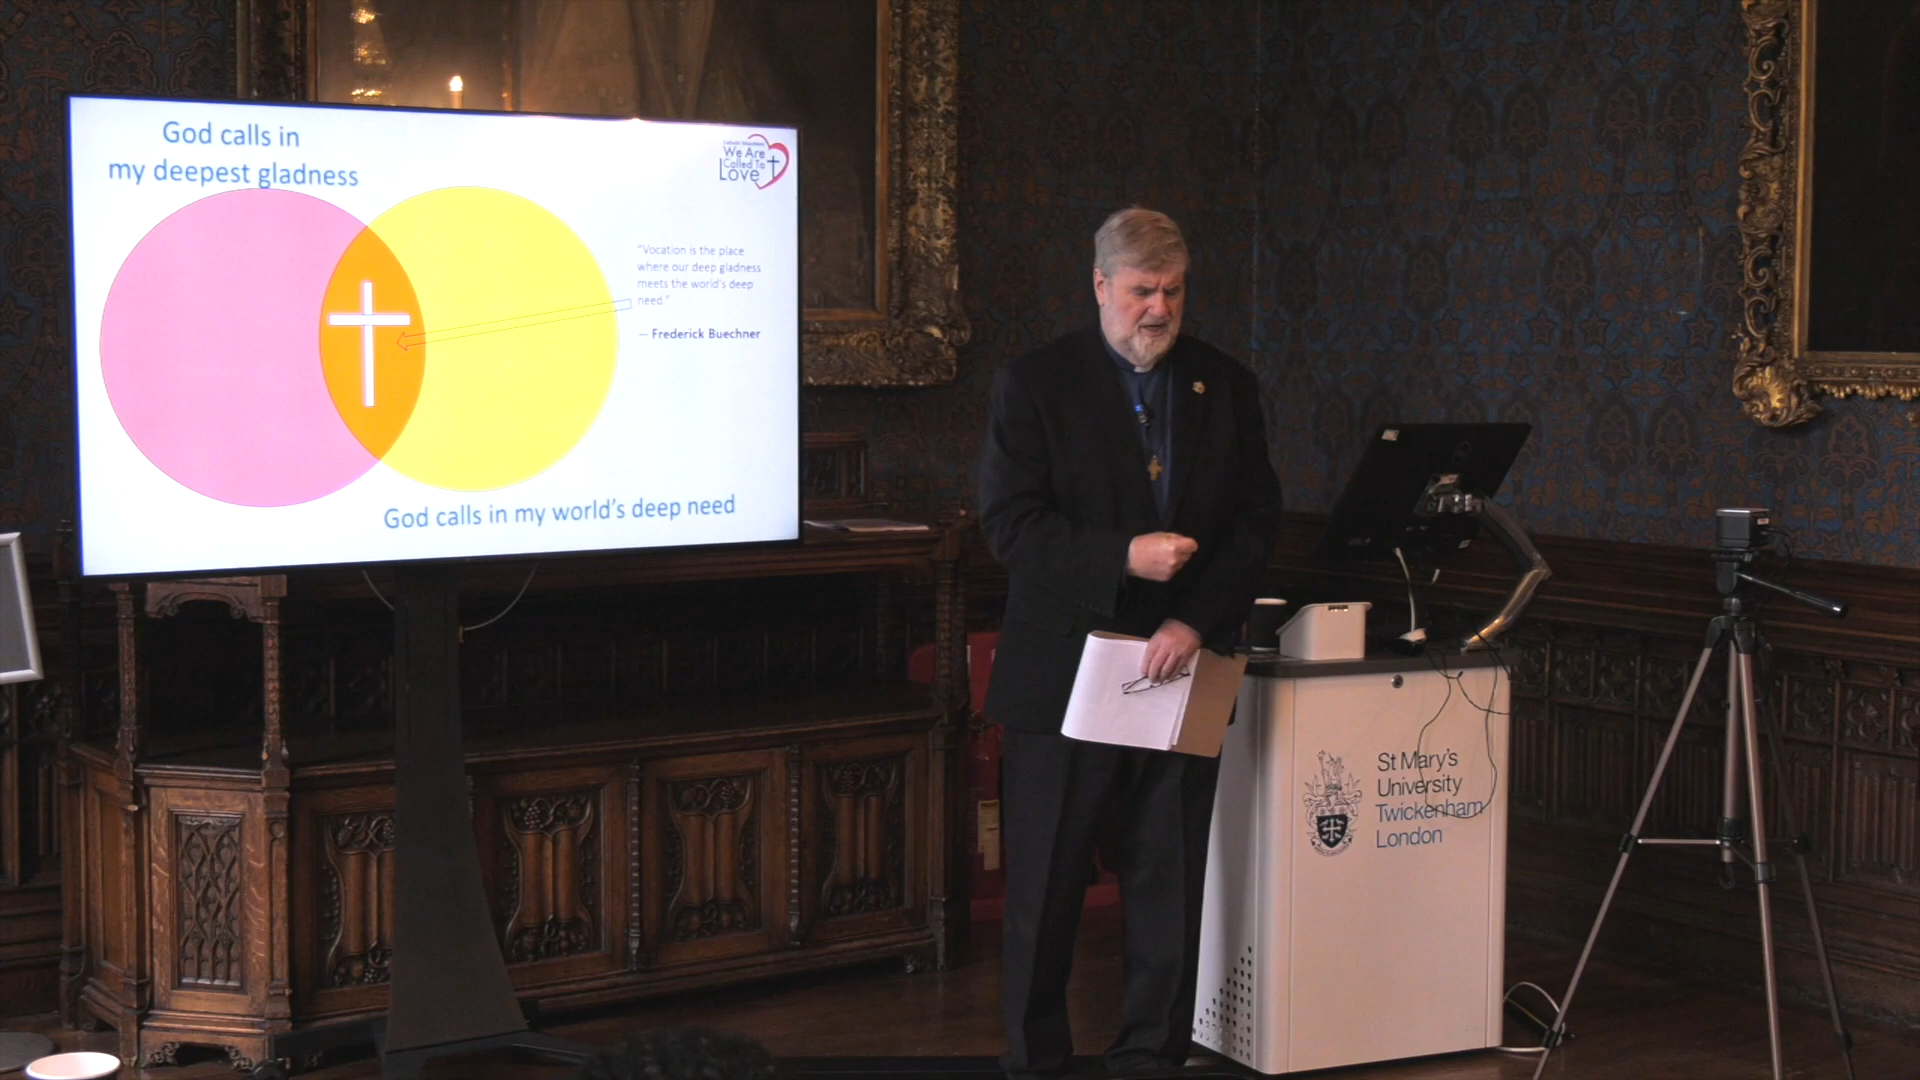 God calls in
my deepest gladness
We Are
Called To
Love
"Vocation is the place
where our deep gladness
meets the world's deep
need."
— Frederick Buechner
God calls in my world's deep need
St Mary's
University
Twickenham
London